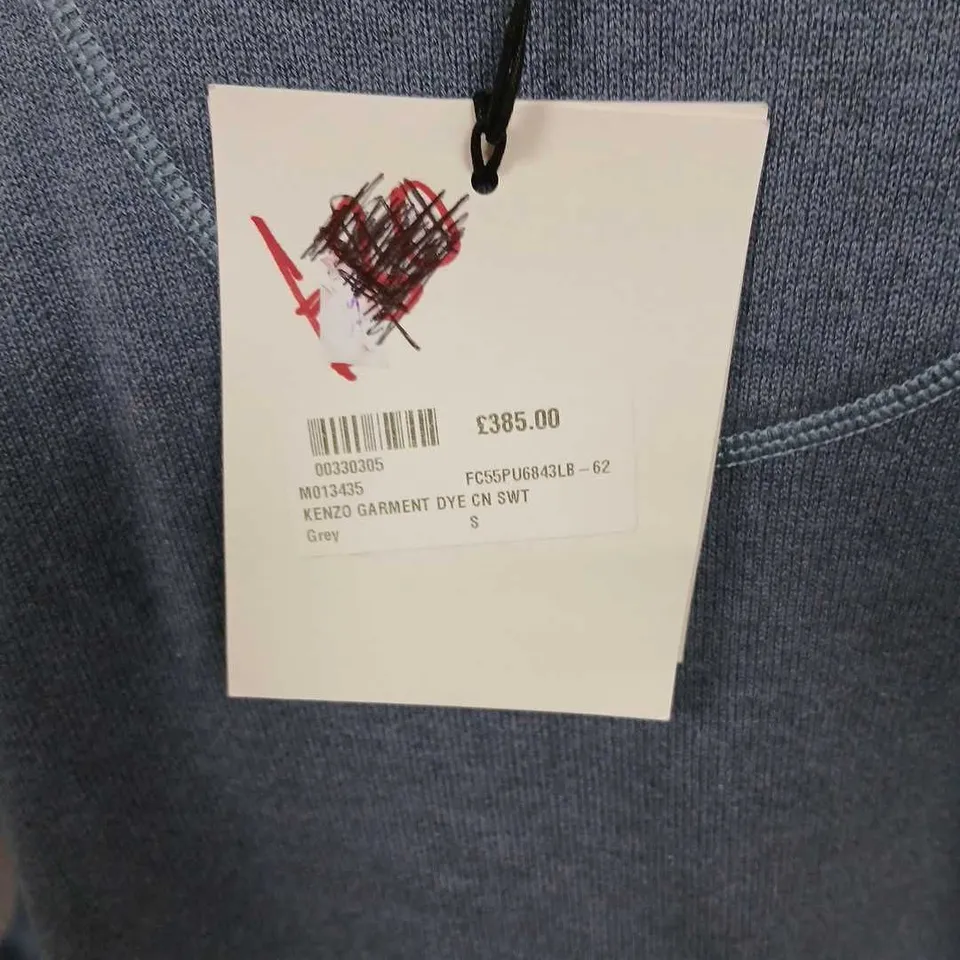 £385.00
00330305
M013435 FC55PU6843LB – 62
KENZO GARMENT DYE CN SWT
Grey S